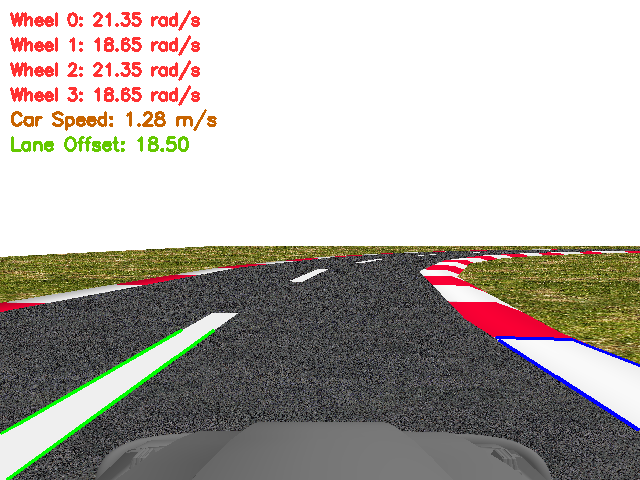 Wheel 0: 21.35 rad/s
Wheel 1: 18.65 rad/s
Wheel 2: 21.35 rad/s
Wheel 3: 18.65 rad/s
Car Speed: 1.28 m/s
Lane Offset: 18.50